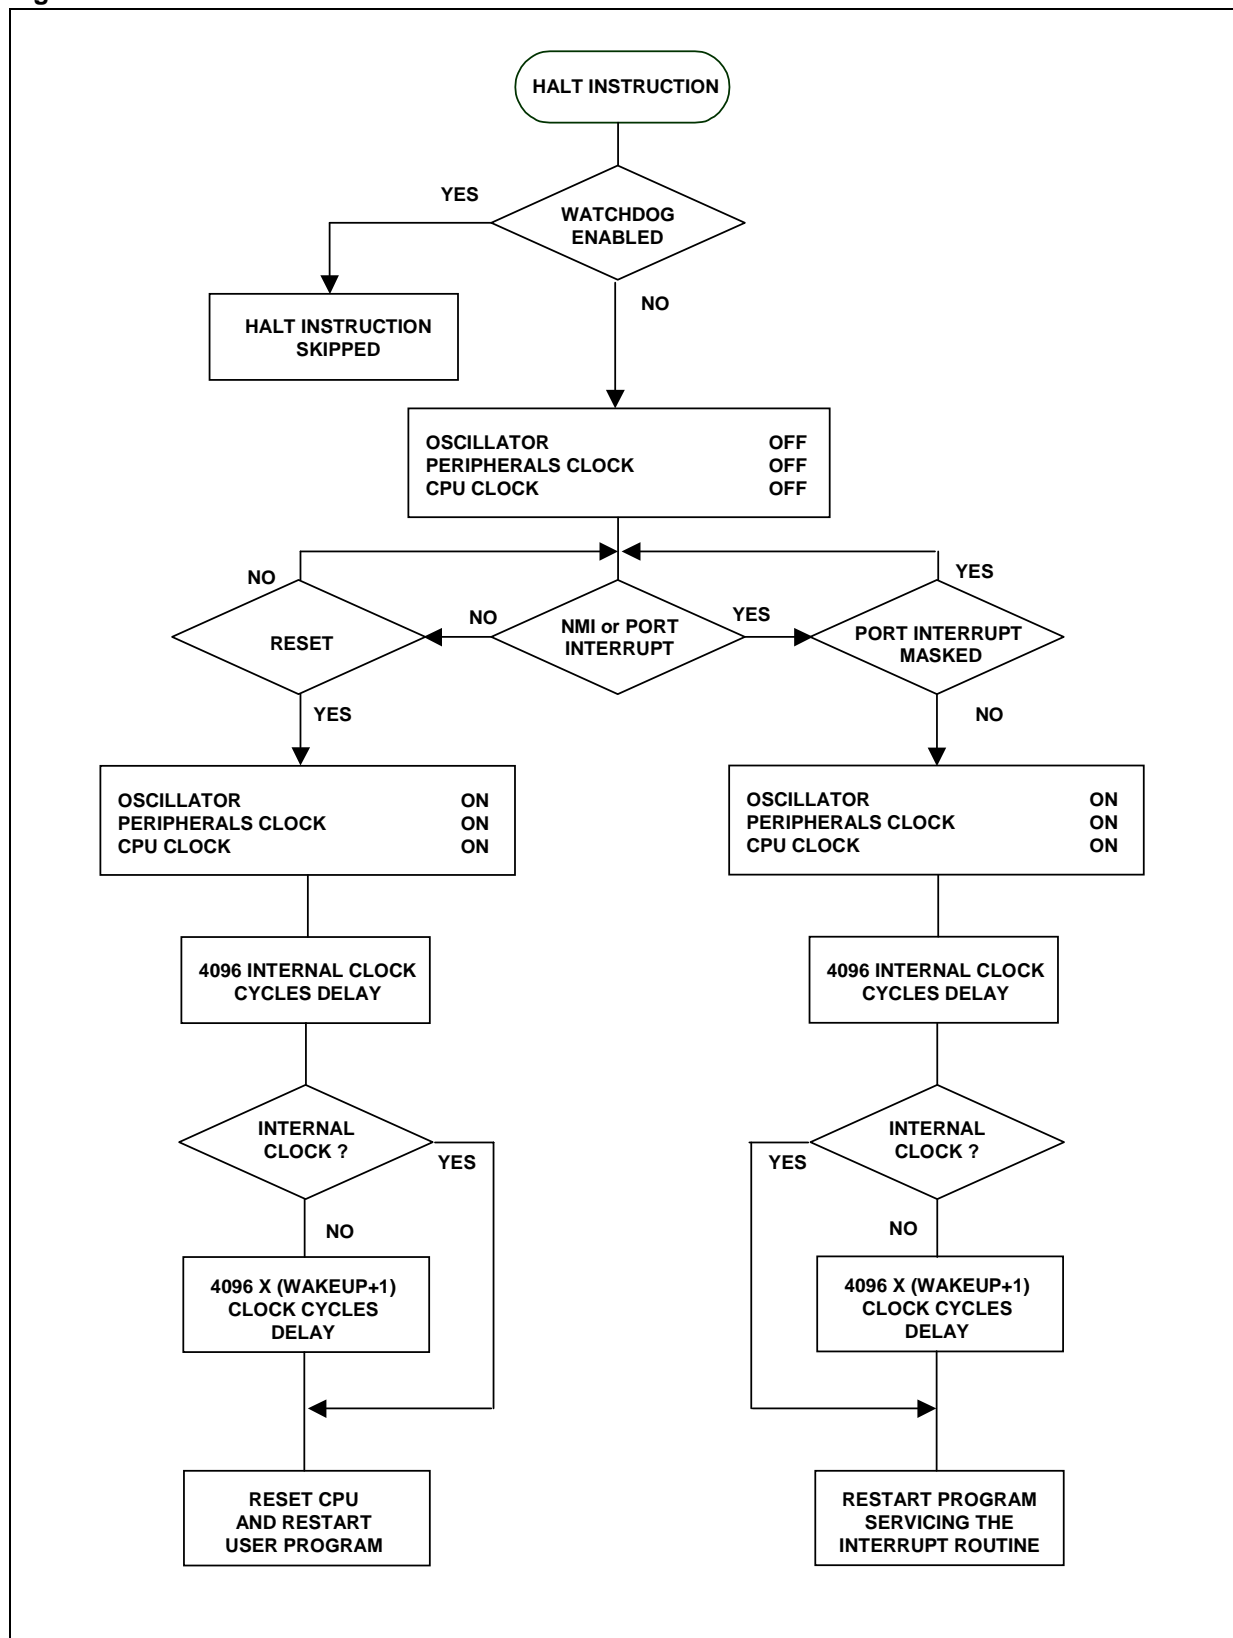 HALT INSTRUCTION
YES
WATCHDOG
ENABLED
NO
HALT INSTRUCTION
SKIPPED
OSCILLATOR OFF
PERIPHERALS CLOCK OFF
CPU CLOCK OFF
NO
YES
RESET
NO
NMI or PORT
INTERRUPT
YES
PORT INTERRUPT
MASKED
YES
NO
OSCILLATOR ON
PERIPHERALS CLOCK ON
CPU CLOCK ON
OSCILLATOR ON
PERIPHERALS CLOCK ON
CPU CLOCK ON
4096 INTERNAL CLOCK
CYCLES DELAY
4096 INTERNAL CLOCK
CYCLES DELAY
INTERNAL
CLOCK ?
YES
NO
INTERNAL
CLOCK ?
YES
NO
4096 X (WAKEUP+1)
CLOCK CYCLES
DELAY
4096 X (WAKEUP+1)
CLOCK CYCLES
DELAY
RESET CPU
AND RESTART
USER PROGRAM
RESTART PROGRAM
SERVICING THE
INTERRUPT ROUTINE